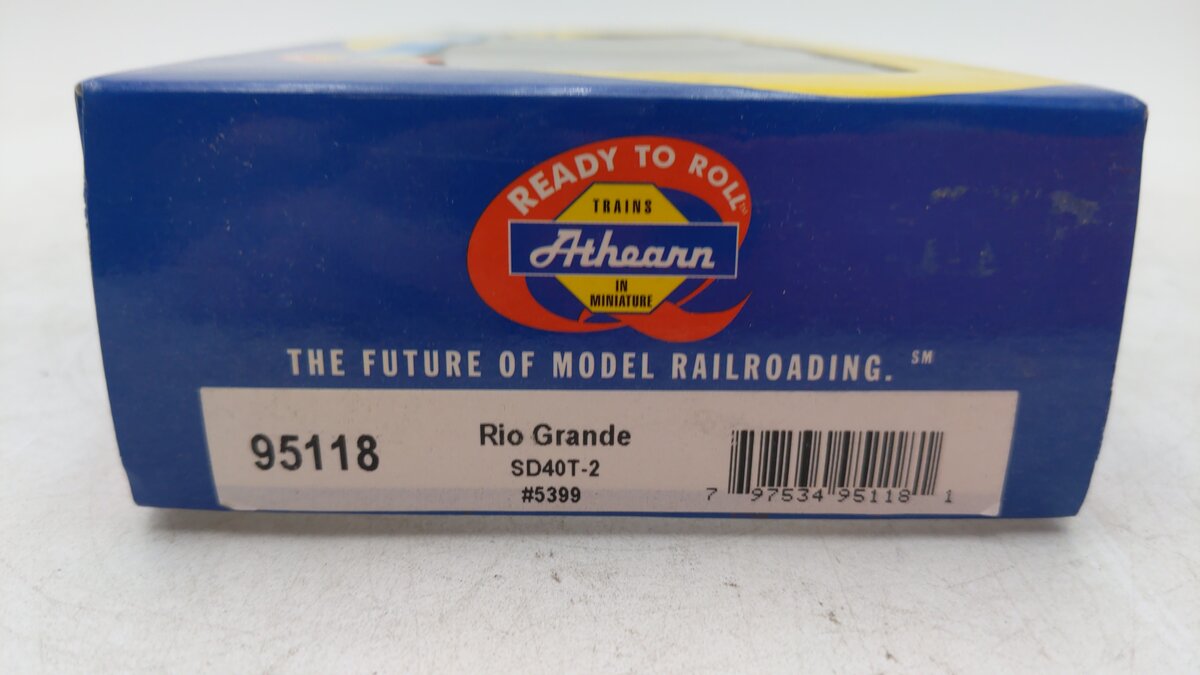 READY TO ROLL™
TRAINS
Athearn
IN
MINIATURE
THE FUTURE OF MODEL RAILROADING. SM
95118
Rio Grande
SD40T-2
#5399
7 97534 95118 1